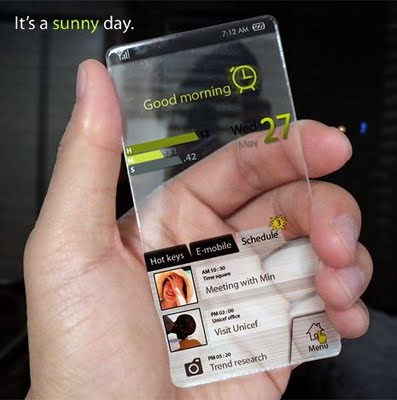 It's a sunny day.
7:12 AM
Good morning
H 12
M
S .42
Wed
27
May
Hot keys
E-mobile
Schedule
3
AM 10 : 30
Time square
Meeting with Min
PM 02 : 00
Unicef office
Visit Unicef
PM 05 : 20
Trend research
Menu